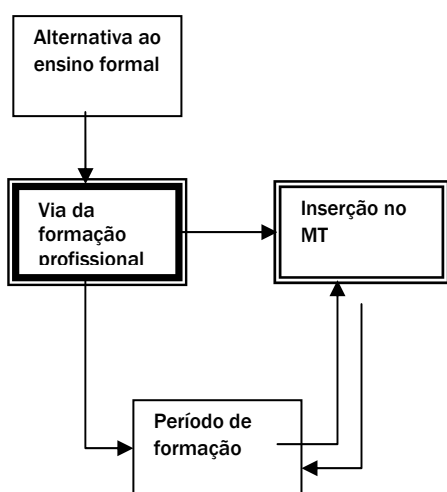 Alternativa ao
ensino formal
Via da
formação
profissional
Inserção no
MT
Período de
formação